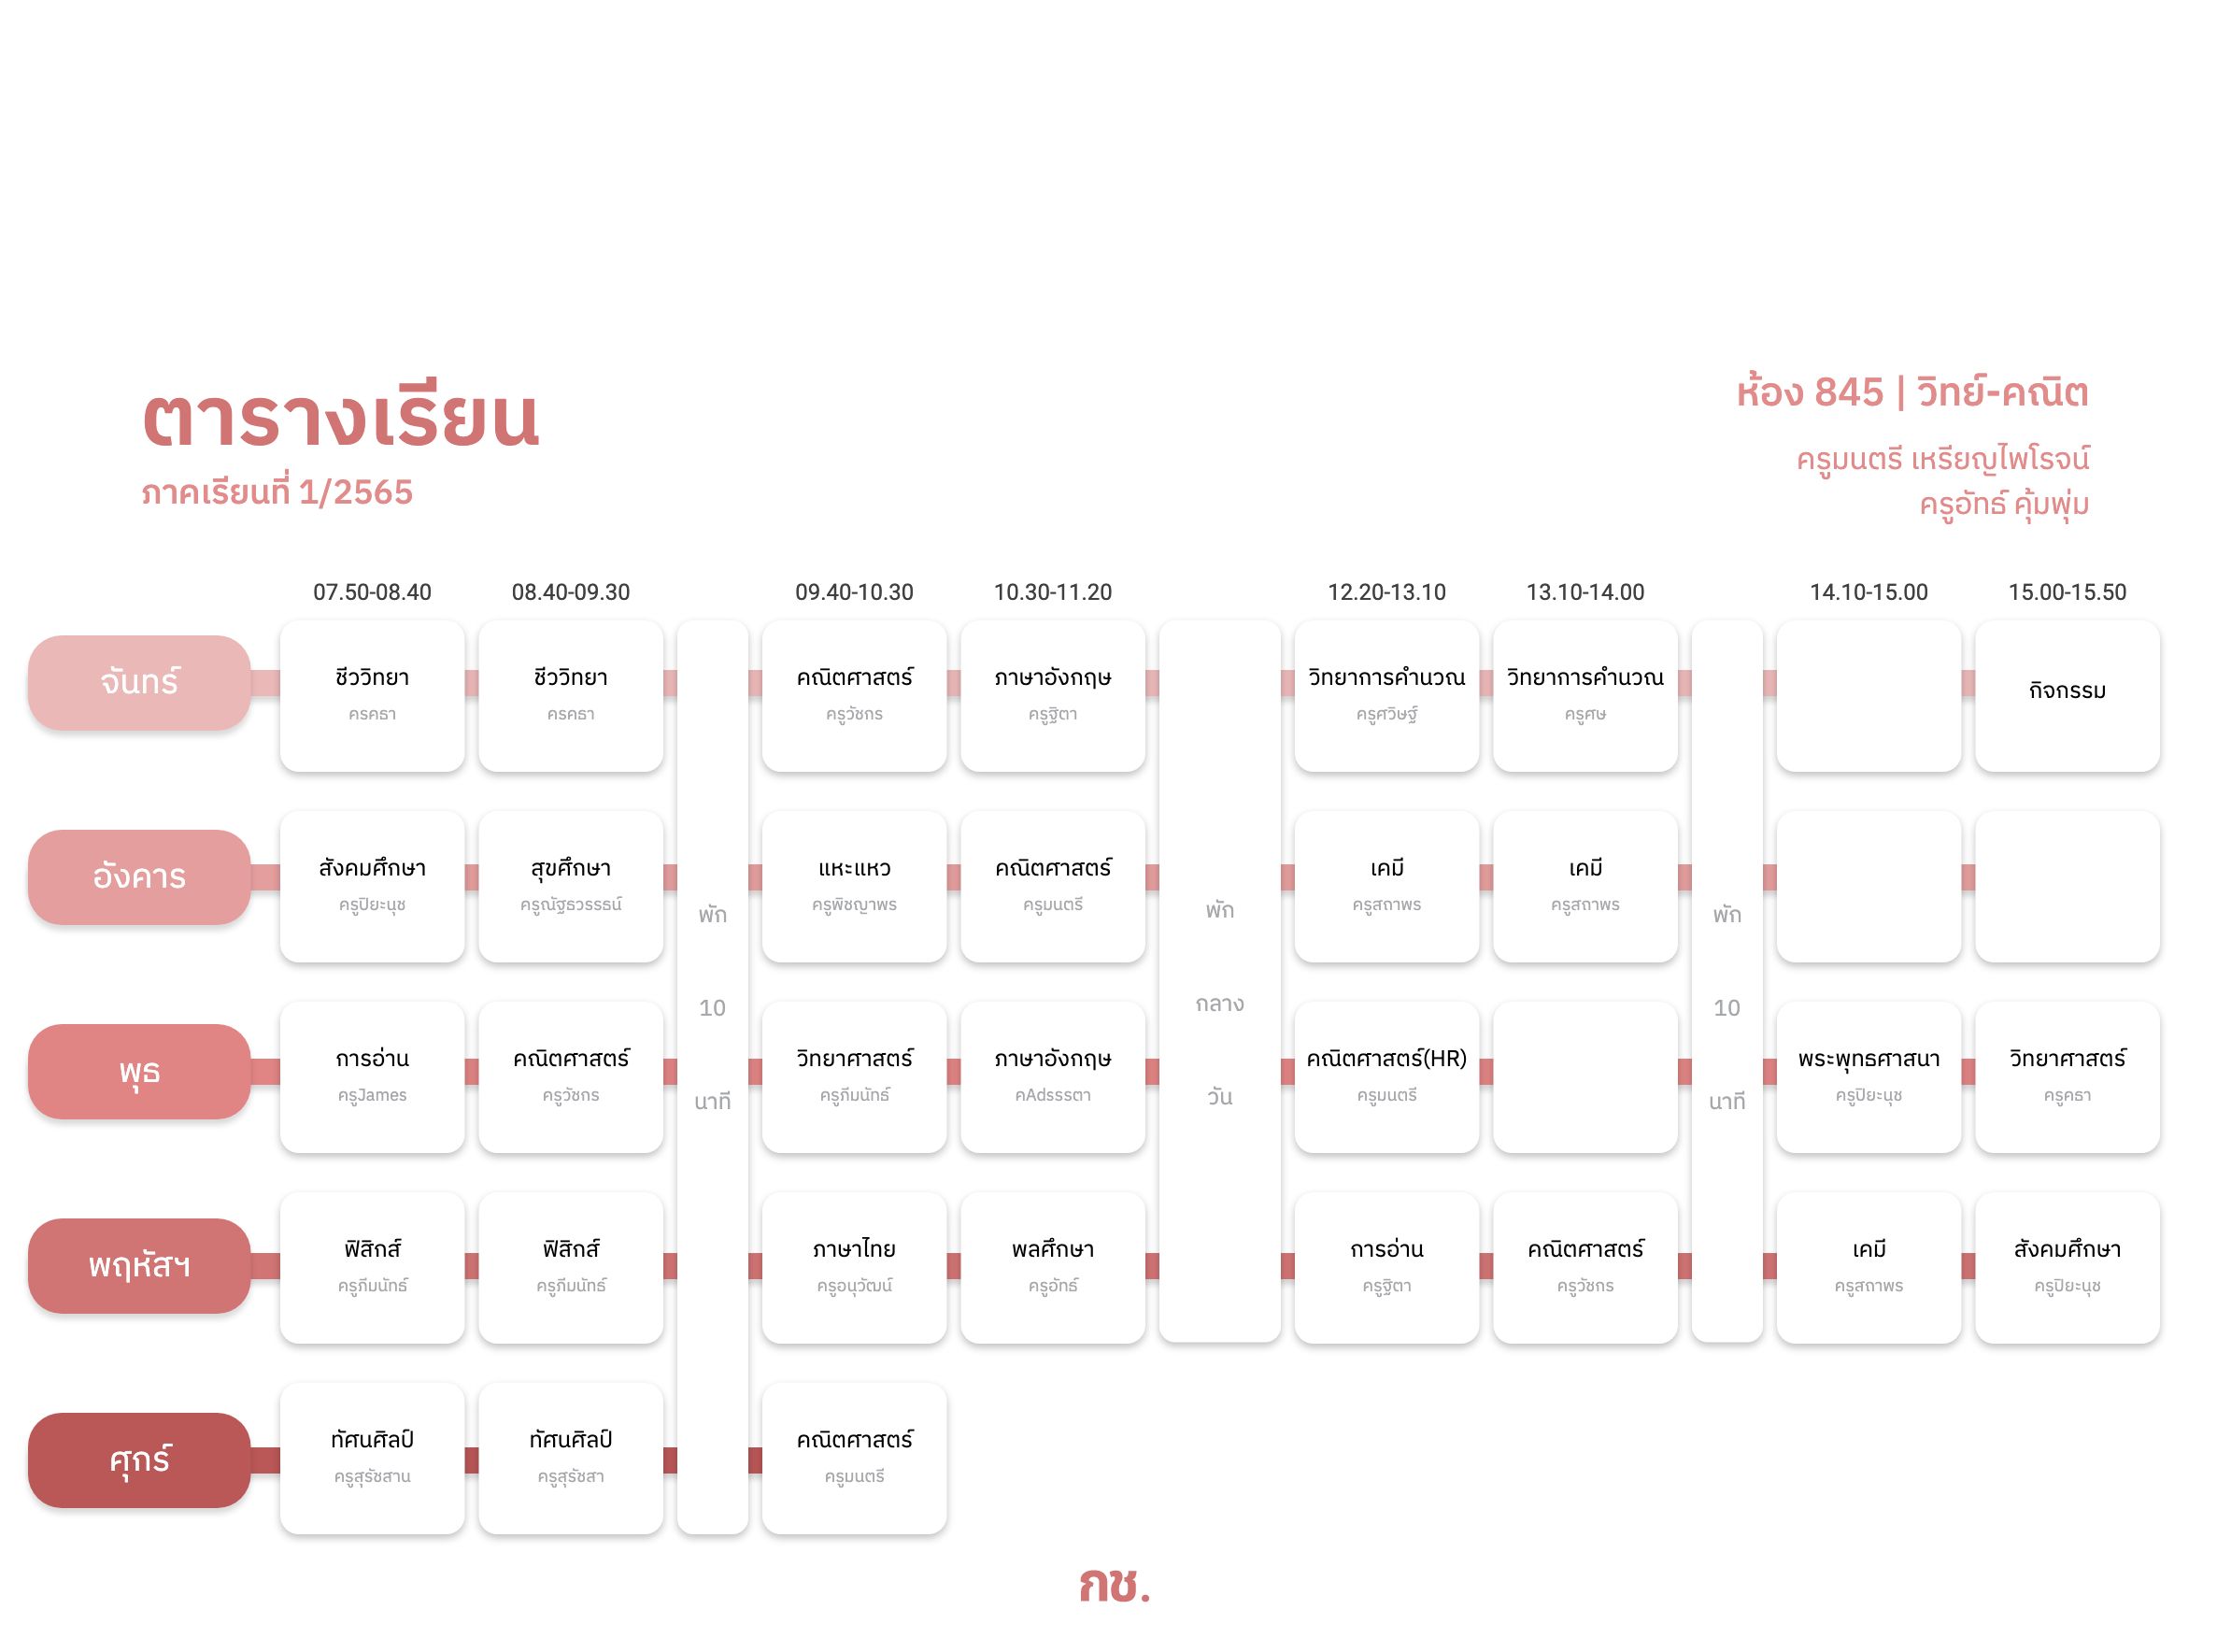 ตารางเรียน
ภาคเรียนที่ 1/2565
ห้อง 845 | วิทย์-คณิต
ครูมนตรี เหรียญไพโรจน์
ครูอัทธ์ คุ้มพุ่ม
07.50-08.40 08.40-09.30 09.40-10.30 10.30-11.20 12.20-13.10 13.10-14.00 14.10-15.00 15.00-15.50
จันทร์
ชีววิทยา ชีววิทยา คณิตศาสตร์ ภาษาอังกฤษ วิทยาการคำนวณ วิทยาการคำนวณ กิจกรรม
ครคธา ครคธา ครูวัชกร ครูฐิตา ครูศวิษฐ์ ครูศษ
อังคาร
สังคมศึกษา สุขศึกษา แหะแหว คณิตศาสตร์ เคมี เคมี
ครูปิยะนุช ครูณัฐธวรรธน์ ครูพิชญาพร ครูมนตรี ครูสถาพร ครูสถาพร
พัก พัก พัก
10 กลาง 10
นาที วัน นาที
พุธ
การอ่าน คณิตศาสตร์ วิทยาศาสตร์ ภาษาอังกฤษ คณิตศาสตร์(HR) พระพุทธศาสนา วิทยาศาสตร์
ครูJames ครูวัชกร ครูภีมนัทธ์ คAdsssตา ครูมนตรี ครูปิยะนุช ครูคธา
พฤหัสฯ
ฟิสิกส์ ฟิสิกส์ ภาษาไทย พลศึกษา การอ่าน คณิตศาสตร์ เคมี สังคมศึกษา
ครูภีมนัทธ์ ครูภีมนัทธ์ ครูอนุวัฒน์ ครูอัทธ์ ครูฐิตา ครูวัชกร ครูสถาพร ครูปิยะนุช
ศุกร์
ทัศนศิลป์ ทัศนศิลป์ คณิตศาสตร์
ครูสุรัชสาน ครูสุรัชสา ครูมนตรี
กช.